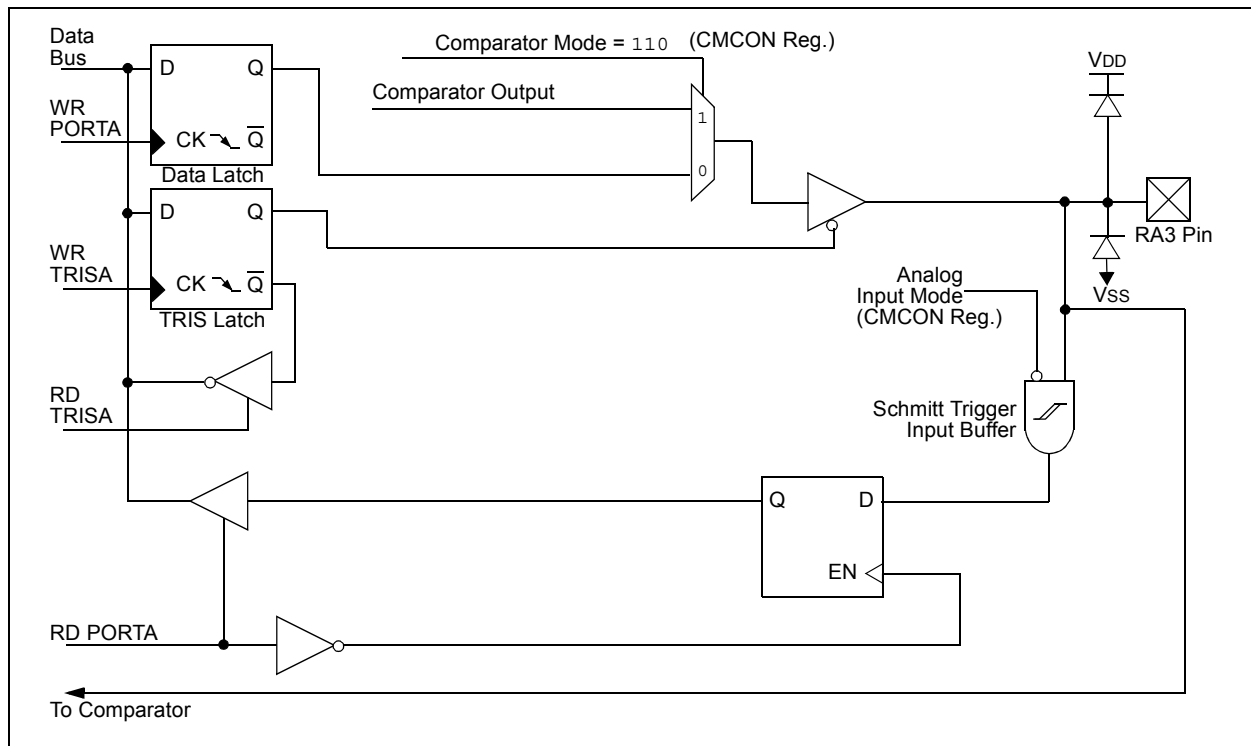 Data
Bus
D
Q
WR
PORTA
CK
Q
Data Latch
D
Q
WR
TRISA
CK
Q
TRIS Latch
RD
TRISA
Comparator Mode = 110 (CMCON Reg.)
Comparator Output
1
0
VDD
RA3 Pin
VSS
Analog
Input Mode
(CMCON Reg.)
Schmitt Trigger
Input Buffer
Q
D
EN
RD PORTA
To Comparator